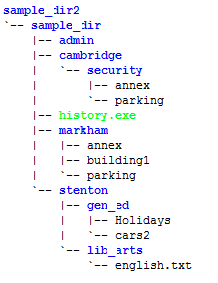 sample_dir2
`-- sample_dir
    |-- admin
    |-- cambridge
    |   `-- security
    |       |-- annex
    |       `-- parking
    |-- history.exe
    |-- markham
    |   |-- annex
    |   |-- building1
    |   `-- parking
    `-- stenton
        |-- gen_ed
        |   |-- Holidays
        |   `-- cars2
        `-- lib_arts
            `-- english.txt